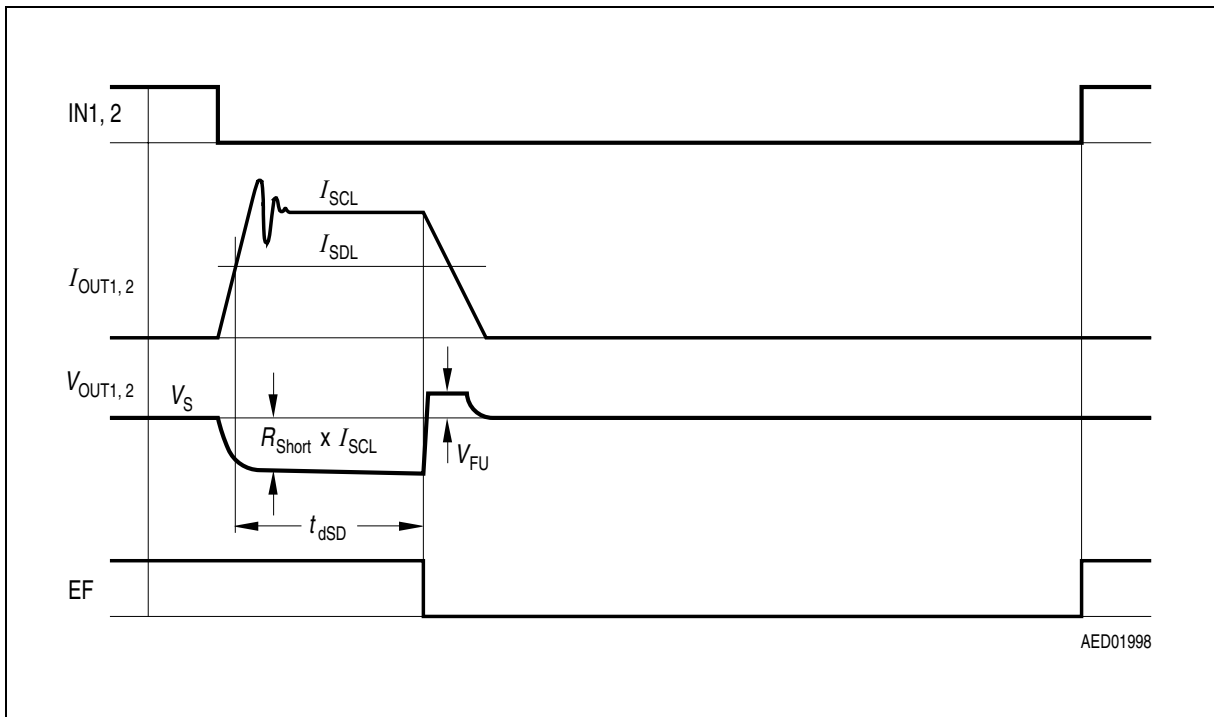 IN1, 2
I_SCL
I_SDL
I_OUT1, 2
V_OUT1, 2
V_S
R_Short x I_SCL
V_FU
t_dSD
EF
AED01998